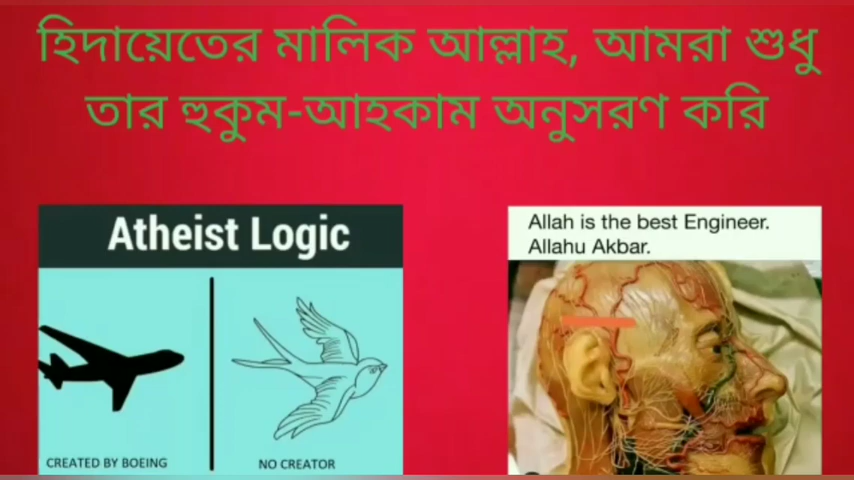 হিদায়েতের মালিক আল্লাহ, আমরা শুধু
তার হুকুম-আহকাম অনুসরণ করি
Atheist Logic
CREATED BY BOEING
NO CREATOR
Allah is the best Engineer.
Allahu Akbar.